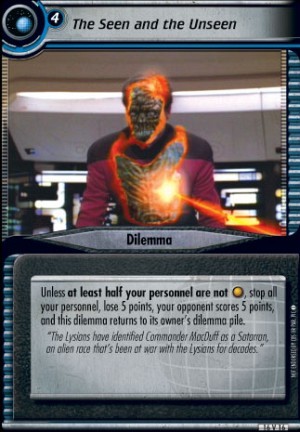 4
The Seen and the Unseen
Dilemma
Unless at least half your personnel are not , stop all
your personnel, lose 5 points, your opponent scores 5 points,
and this dilemma returns to its owner's dilemma pile.
"The Lysians have identified Commander MacDuff as a Satarran,
an alien race that's been at war with the Lysians for decades."
16 V 16